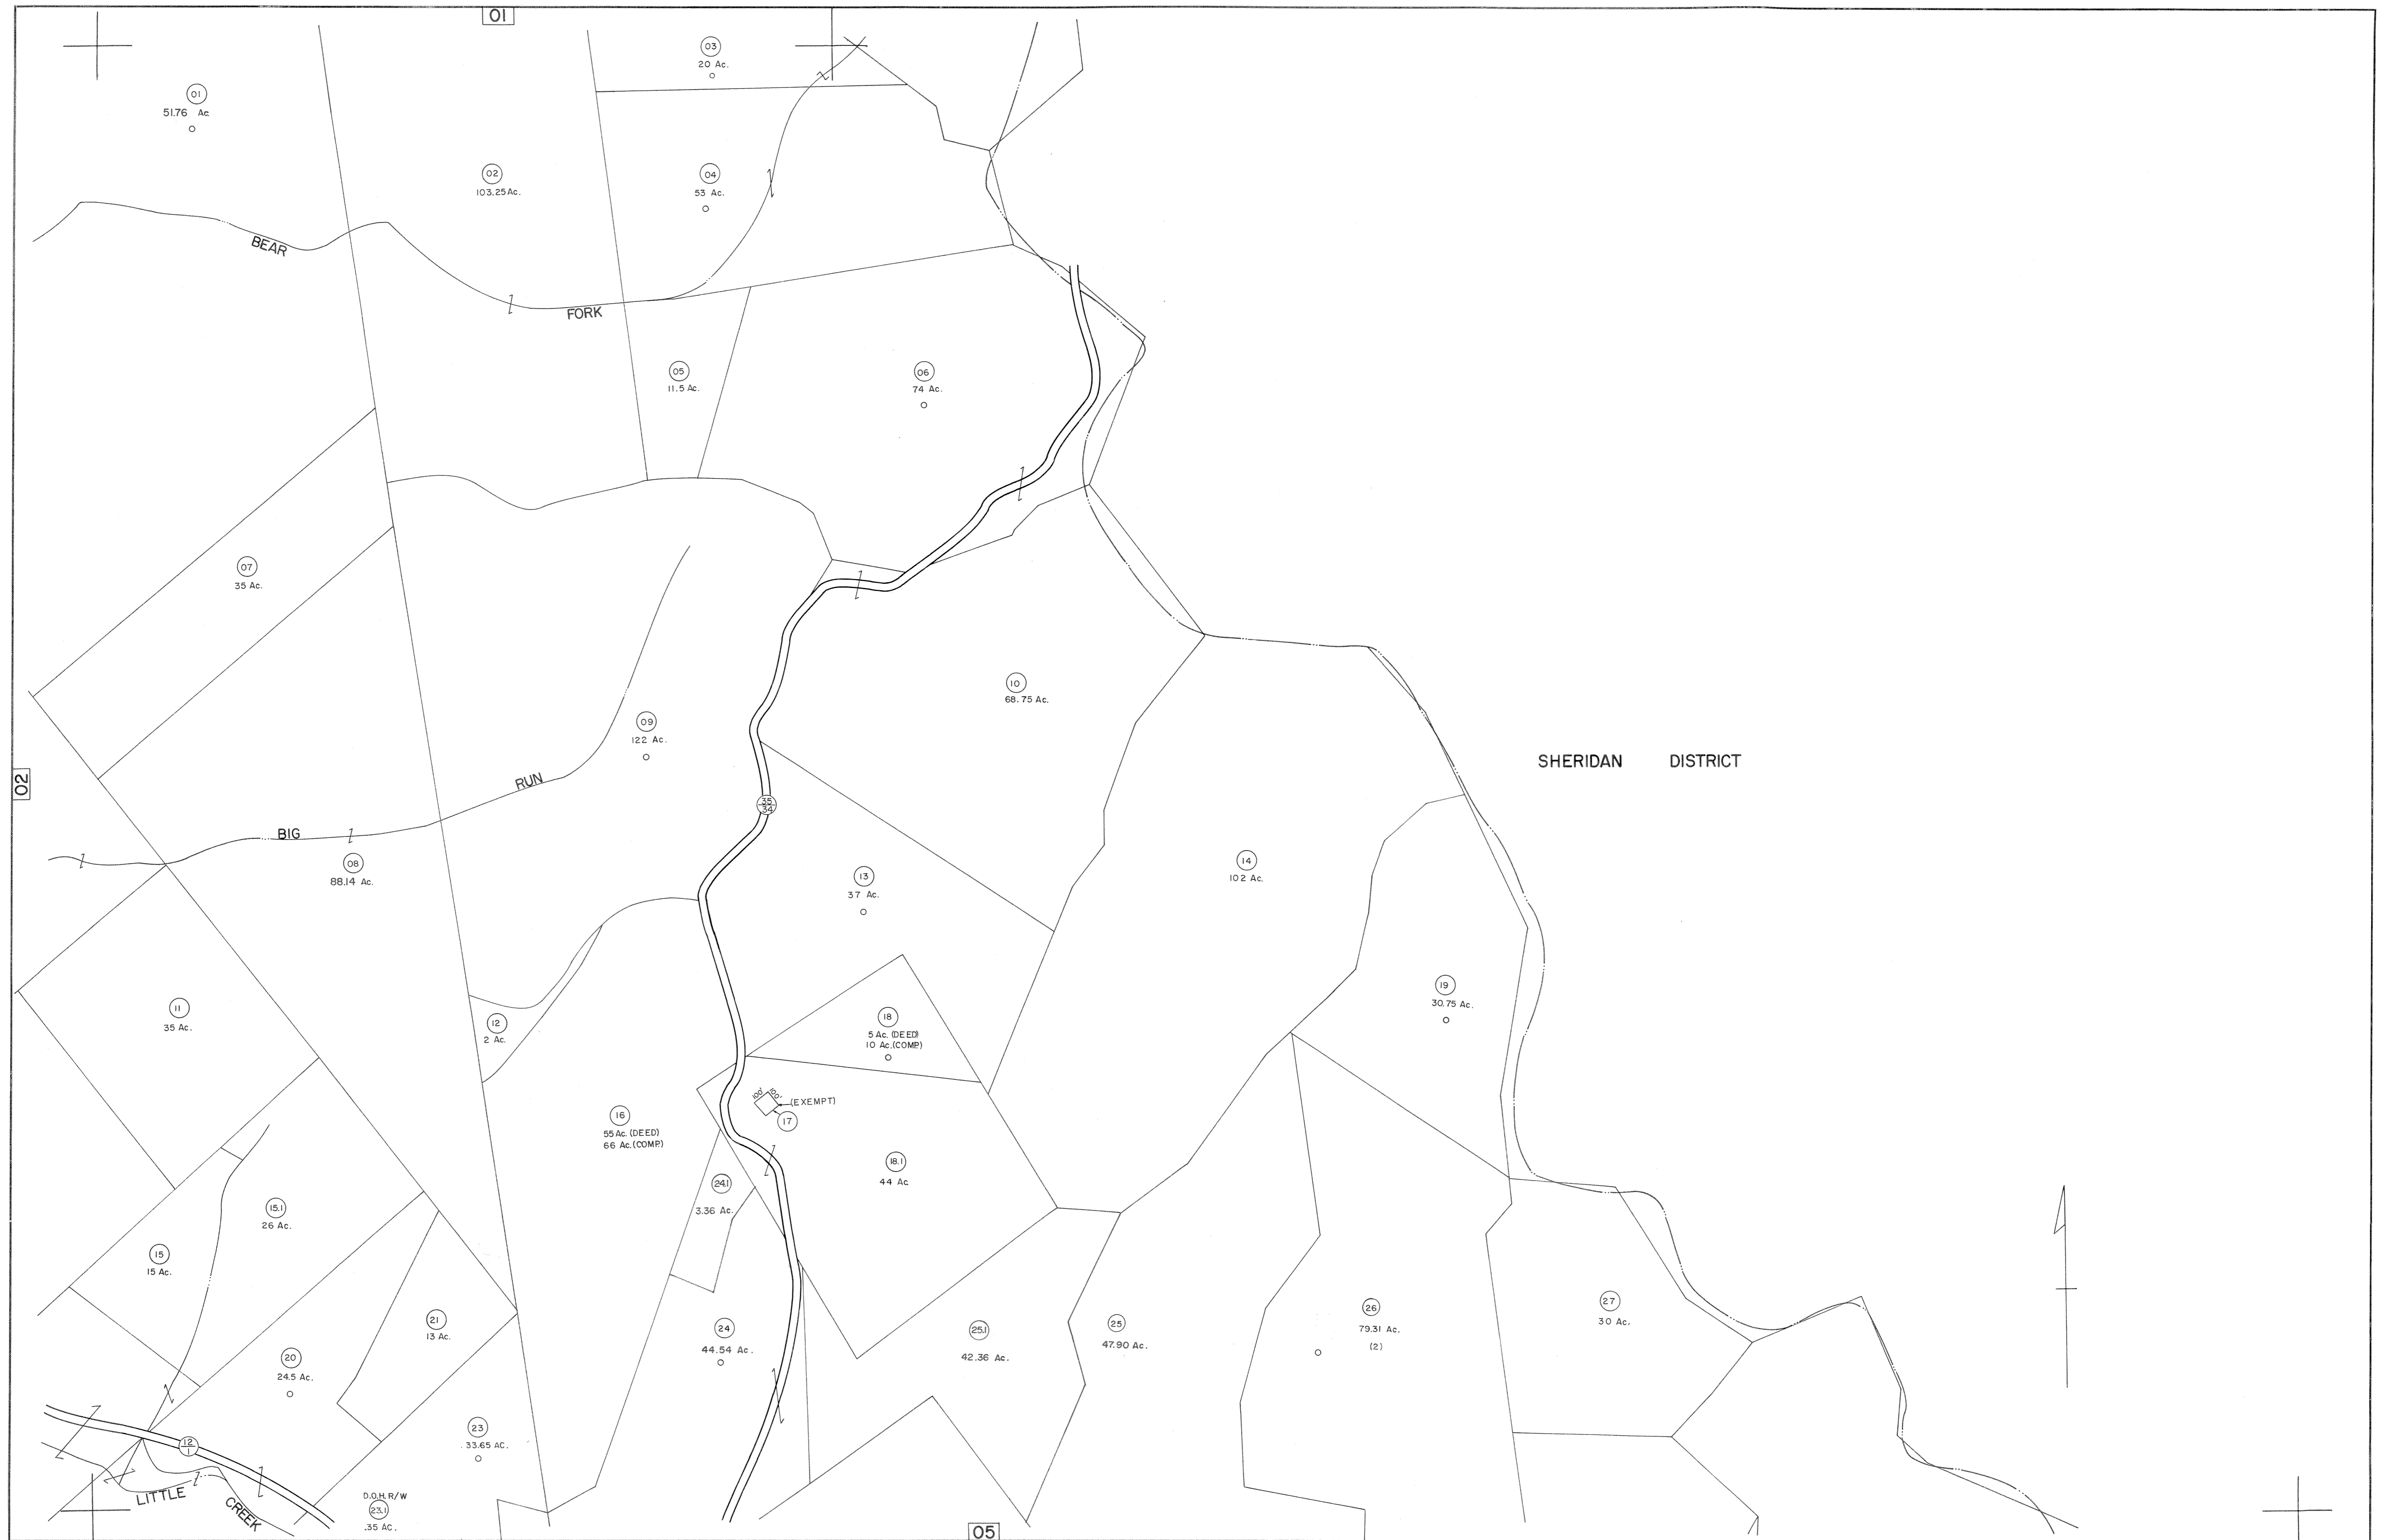 01
03
20 Ac.
01
51.76 Ac.
02
103.25 Ac.
04
53 Ac.
BEAR
FORK
05
11.5 Ac.
06
74 Ac.
07
35 Ac.
10
68.75 Ac.
09
122 Ac.
SHERIDAN DISTRICT
02
RUN
35
34
BIG
08
88.14 Ac.
14
102 Ac.
13
37 Ac.
19
30.75 Ac.
11
35 Ac.
18
5 Ac. (DEED)
10 Ac. (COMP.)
12
2 Ac.
100' 100'
(EXEMPT)
17
16
55 Ac. (DEED)
66 Ac. (COMP.)
18.1
44 Ac
24.1
3.36 Ac.
15.1
26 Ac.
15
15 Ac.
21
13 Ac.
24
44.54 Ac.
25.1
42.36 Ac.
25
47.90 Ac.
26
79.31 Ac.
(2)
27
30 Ac.
20
24.5 Ac.
23
33.65 AC.
12
1
LITTLE
CREEK
D.O.H. R/W
23.1
.35 AC.
05